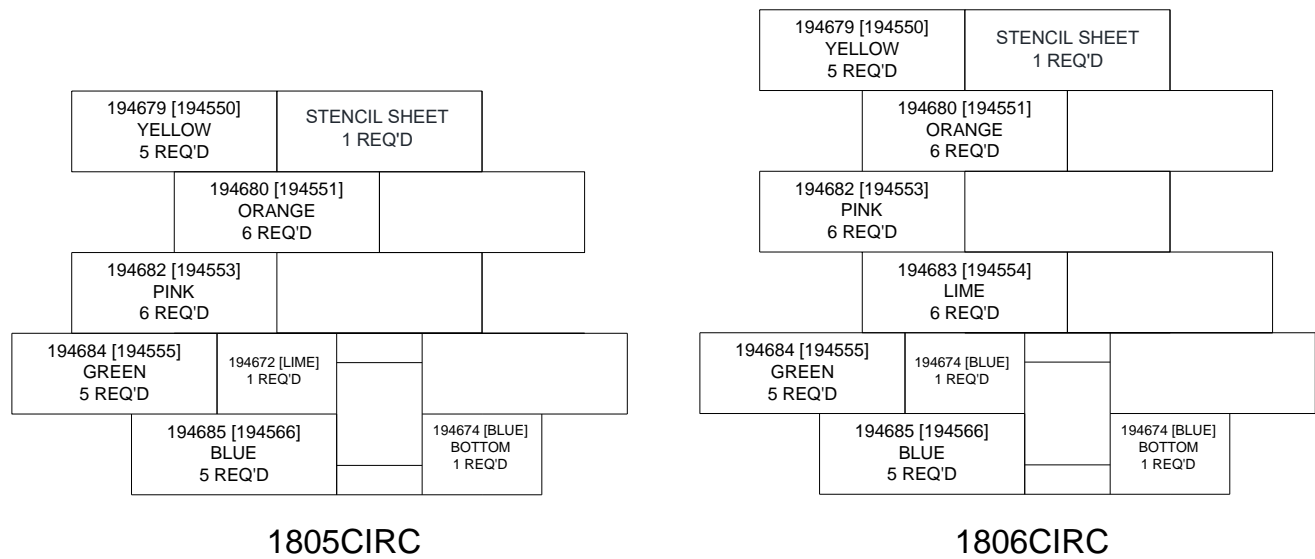 194679 [194550]
YELLOW
5 REQ'D
STENCIL SHEET
1 REQ'D
194680 [194551]
ORANGE
6 REQ'D
194682 [194553]
PINK
6 REQ'D
194684 [194555]
GREEN
5 REQ'D
194672 [LIME]
1 REQ'D
194685 [194566]
BLUE
5 REQ'D
194674 [BLUE]
BOTTOM
1 REQ'D
1805CIRC
194679 [194550]
YELLOW
5 REQ'D
STENCIL SHEET
1 REQ'D
194680 [194551]
ORANGE
6 REQ'D
194682 [194553]
PINK
6 REQ'D
194683 [194554]
LIME
6 REQ'D
194684 [194555]
GREEN
5 REQ'D
194674 [BLUE]
1 REQ'D
194685 [194566]
BLUE
5 REQ'D
194674 [BLUE]
BOTTOM
1 REQ'D
1806CIRC